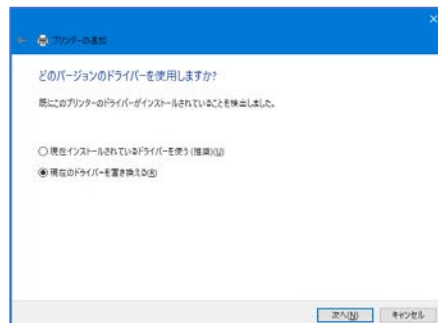 プリンターの追加
どのバージョンのドライバーを使用しますか?
既にこのプリンターのドライバーがインストールされていることを検出しました。
現在インストールされているドライバーを使う (推奨)(U)
現在のドライバーを置き換える(R)
次へ(N) キャンセル